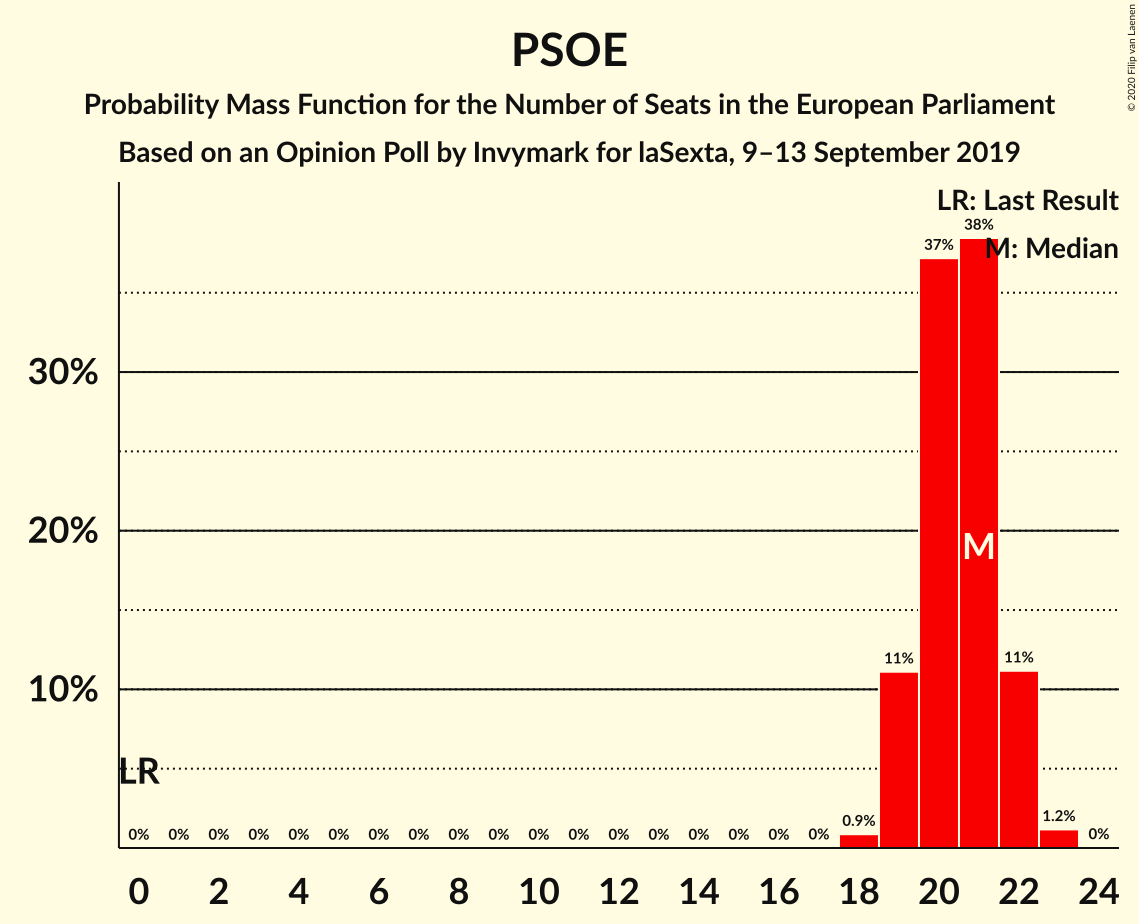 PSOE
Probability Mass Function for the Number of Seats in the European Parliament
Based on an Opinion Poll by Invymark for laSexta, 9–13 September 2019
© 2020 Filip van Laenen
LR: Last Result
M: Median
38%
37%
30%
20%
M
11%
11%
10%
LR
0% 0% 0% 0% 0% 0% 0% 0% 0% 0% 0% 0% 0% 0% 0% 0% 0% 0% 0.9% 1.2% 0%
0 2 4 6 8 10 12 14 16 18 20 22 24